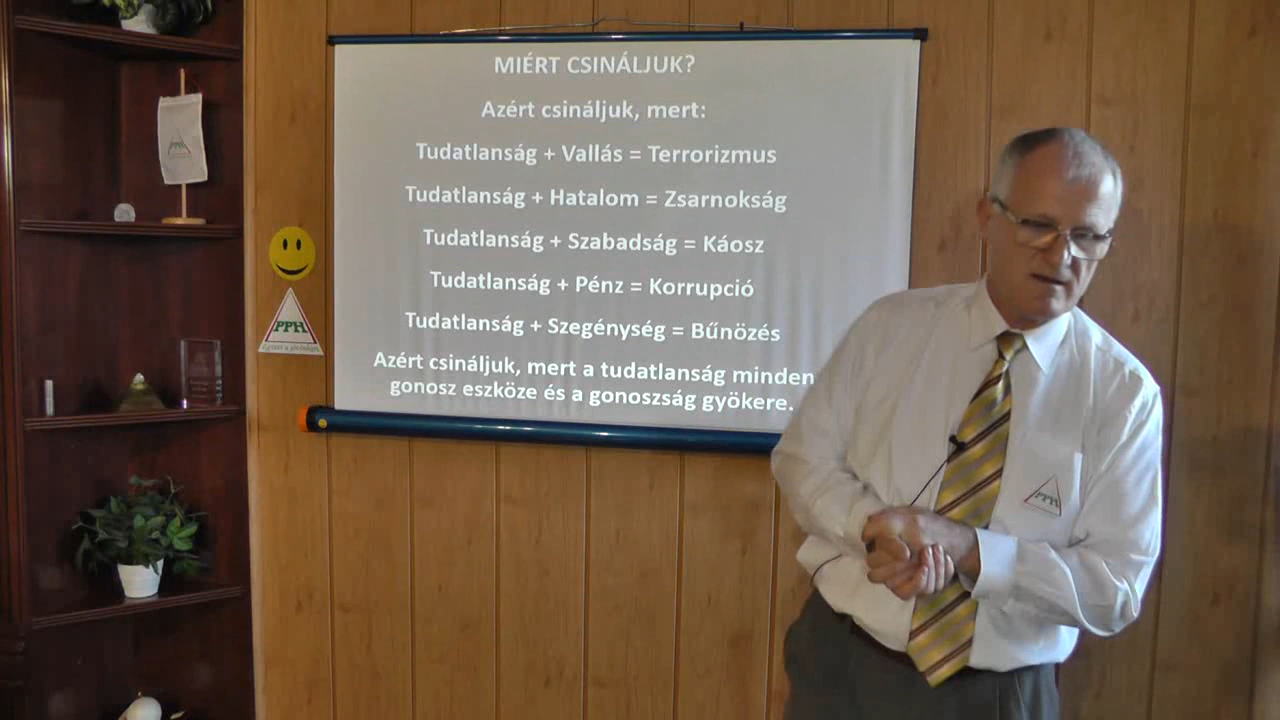 MIÉRT CSINÁLJUK?
Azért csináljuk, mert:
Tudatlanság + Vallás = Terrorizmus
Tudatlanság + Hatalom = Zsarnokság
Tudatlanság + Szabadság = Káosz
Tudatlanság + Pénz = Korrupció
Tudatlanság + Szegénység = Bűnözés
Azért csináljuk, mert a tudatlanság minden
gonosz eszköze és a gonoszság gyökere.
PPH
PPH